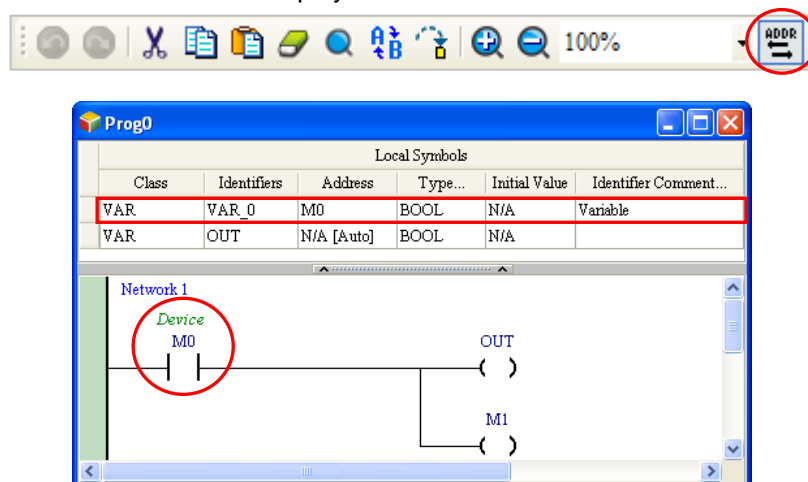 100%
ADDR
Prog0
Local Symbols
Class Identifiers Address Type... Initial Value Identifier Comment...
VAR VAR_0 M0 BOOL N/A Variable
VAR OUT N/A [Auto] BOOL N/A
Network 1
Device
M0 OUT
M1